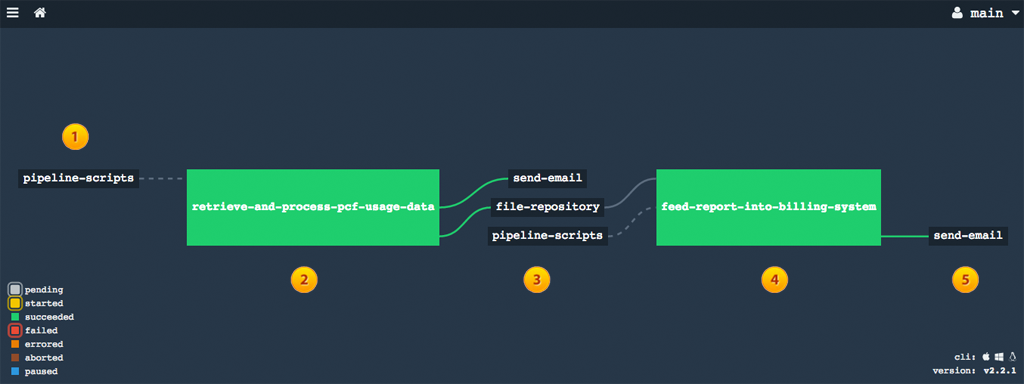 main
1
pipeline-scripts
send-email
retrieve-and-process-pcf-usage-data
file-repository
feed-report-into-billing-system
pipeline-scripts
send-email
2
3
4
5
pending
started
succeeded
failed
errored
aborted
paused
cli:
version: v2.2.1